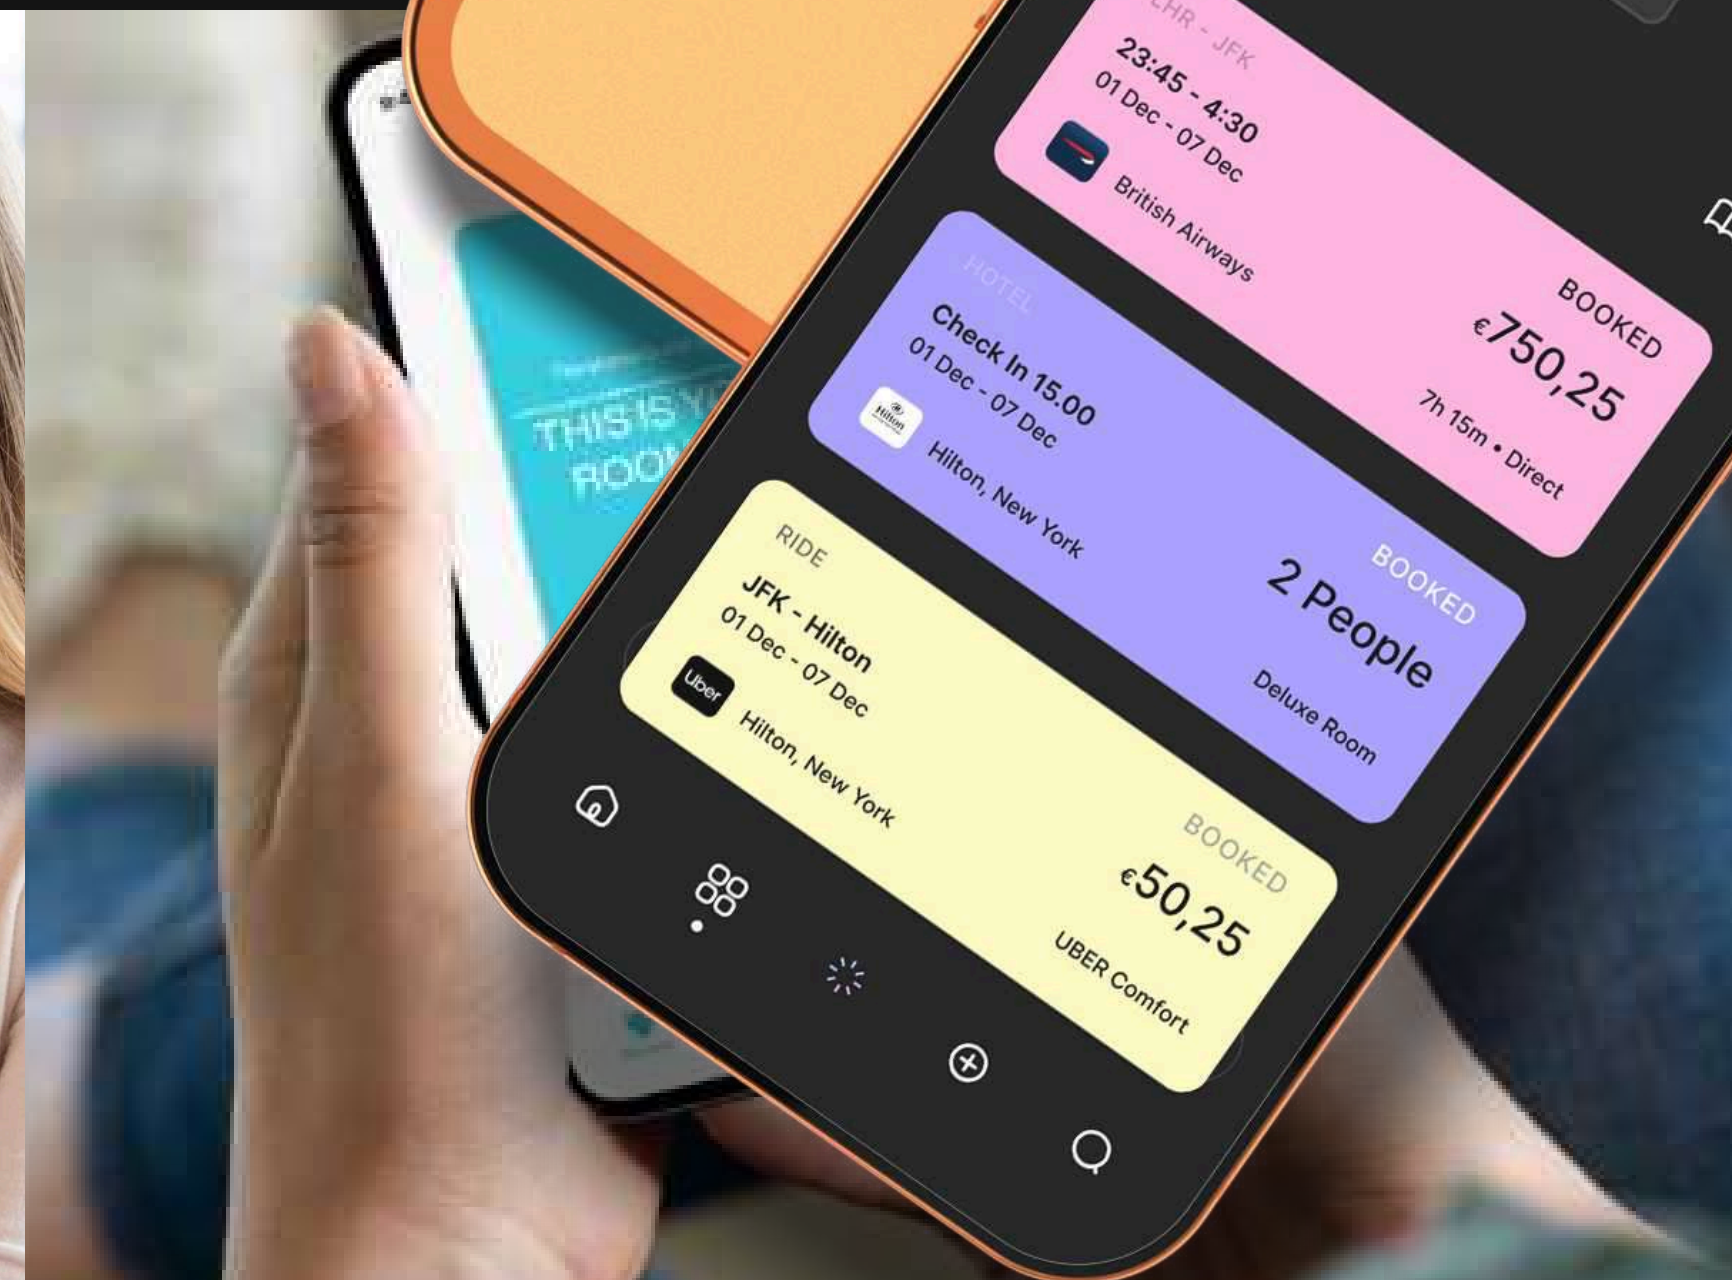 LHR - JFK
23:45 - 4:30
01 Dec - 07 Dec
British Airways
BOOKED
€750,25
7h 15m • Direct
HOTEL
Check In 15.00
01 Dec - 07 Dec
Hilton
Hilton, New York
BOOKED
2 People
Deluxe Room
RIDE
JFK - Hilton
01 Dec - 07 Dec
Uber
Hilton, New York
BOOKED
€50,25
UBER Comfort
THIS IS